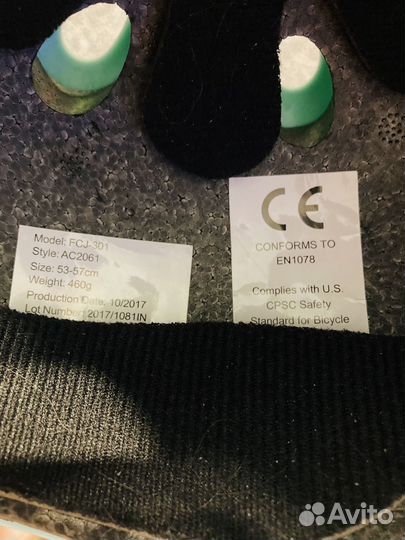 Model: FCJ-301
Style: AC2061
Size: 53-57cm
Weight: 460g
Production Date: 10/2017
Lot Number: 2017/1081IN
CE
CONFORMS TO
EN1078
Complies with U.S.
CPSC Safety
Standard for Bicycle
Avito